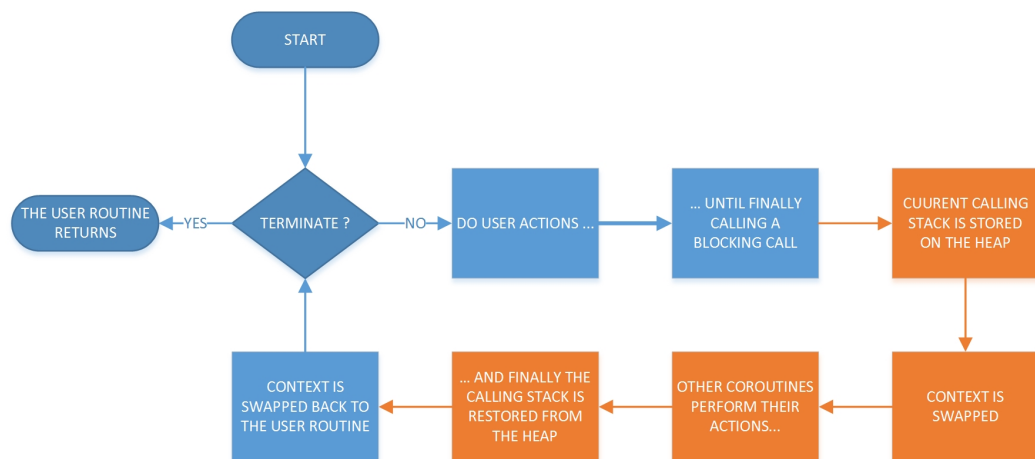 START
THE USER ROUTINE
RETURNS
YES
TERMINATE ?
NO
DO USER ACTIONS ...
... UNTIL FINALLY
CALLING A
BLOCKING CALL
CUURENT CALLING
STACK IS STORED
ON THE HEAP
CONTEXT IS
SWAPPED
OTHER COROUTINES
PERFORM THEIR
ACTIONS...
... AND FINALLY THE
CALLING STACK IS
RESTORED FROM
THE HEAP
CONTEXT IS
SWAPPED BACK TO
THE USER ROUTINE